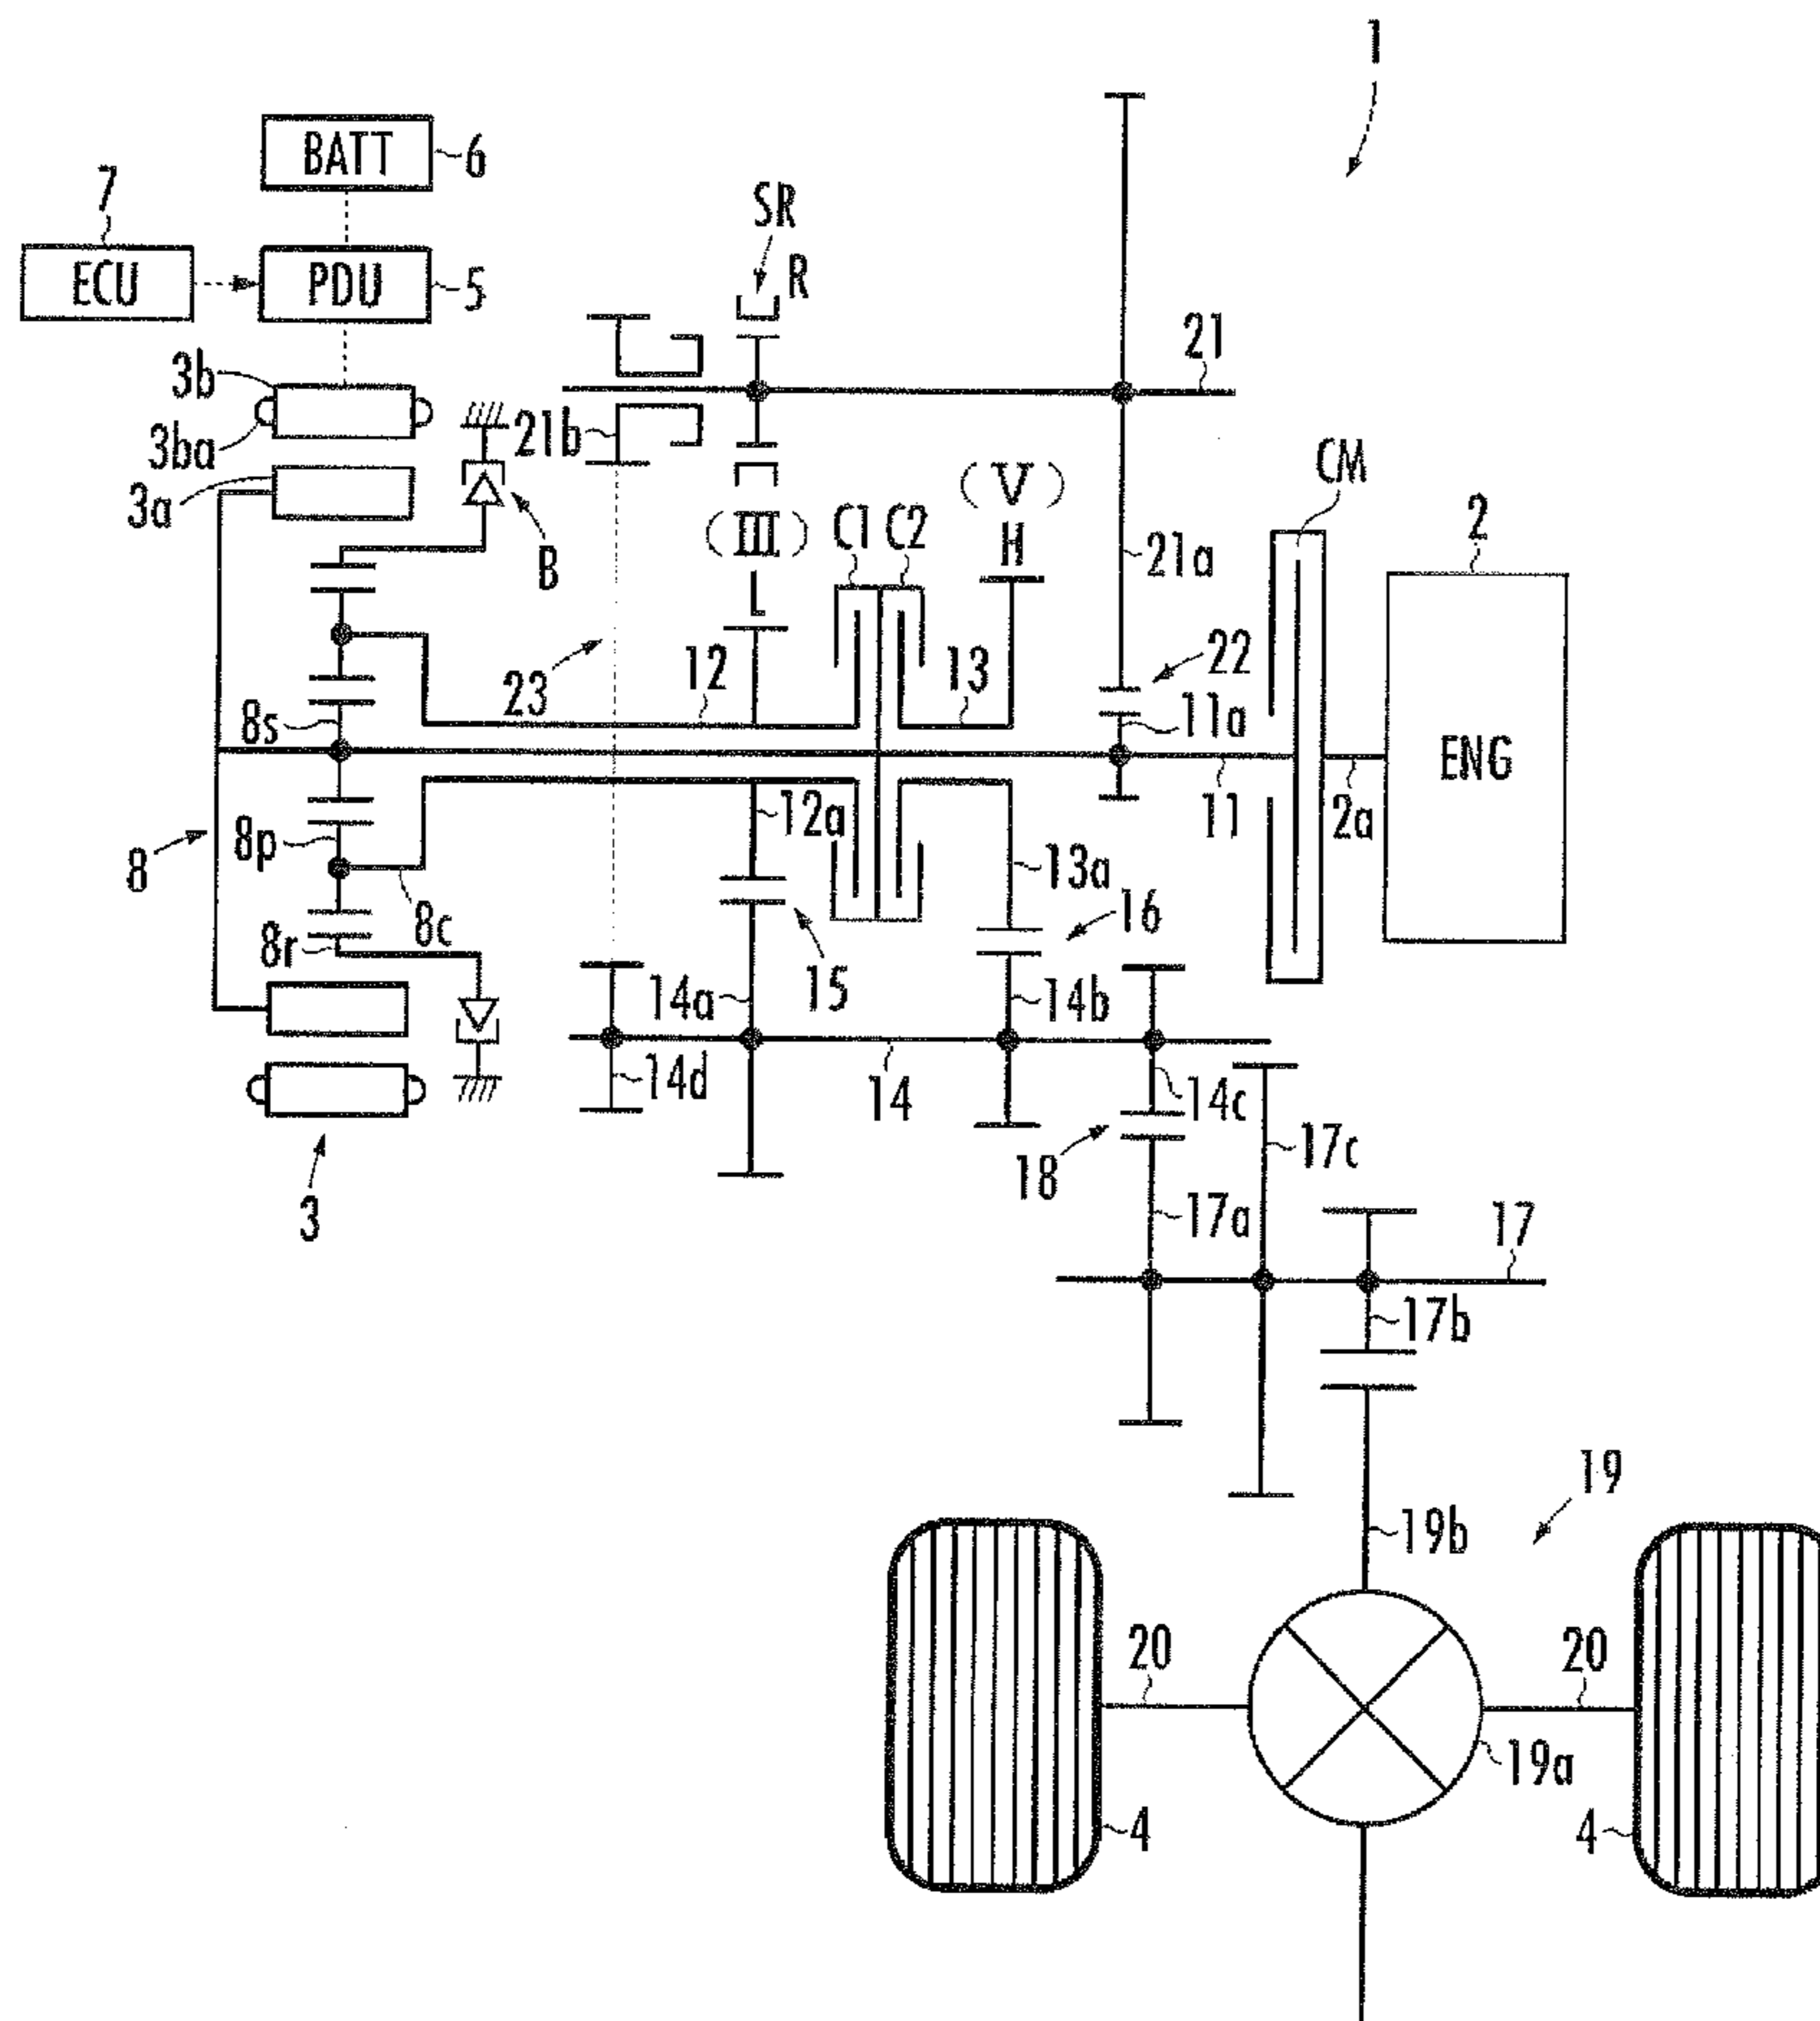 1
BATT
6
7
SR
ECU
PDU
5
R
21
3b
21b
3ba
CM
(V)
3a
2
(III)
C1
C2
H
B
21a
L
22
23
12
13
8s
11a
ENG
12a
11
2a
8p
8
13a
8c
16
8r
15
14a
14b
14d
14
14c
17c
18
3
17a
17
17b
19
19b
20
20
19a
4
4